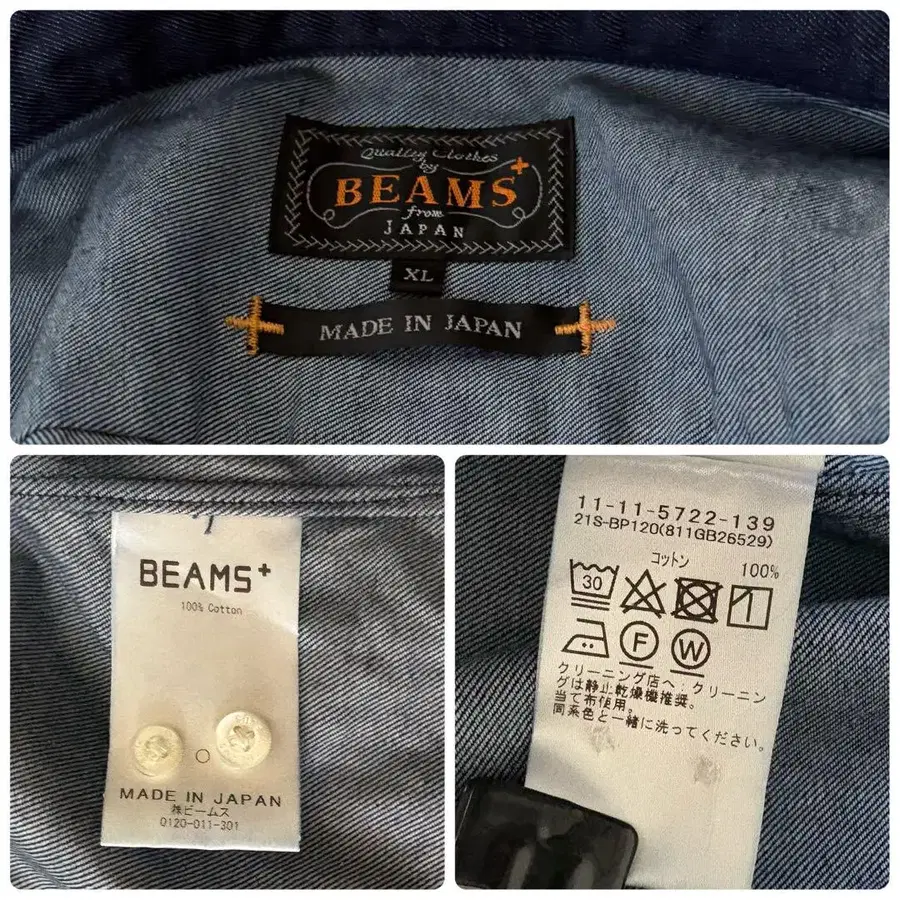 Quality Clothes
by
BEAMS+
from
JAPAN
XL
MADE IN JAPAN
BEAMS+
100% Cotton
MADE IN JAPAN
㈱ビームス
0120-011-301
11-11-5722-139
21S-BP120(811GB26529)
コットン 100%
30
F W
クリーニング店へ:クリーニン
グは静止乾燥機推奨。
当て布使用。
同系色と一緒に洗ってください。